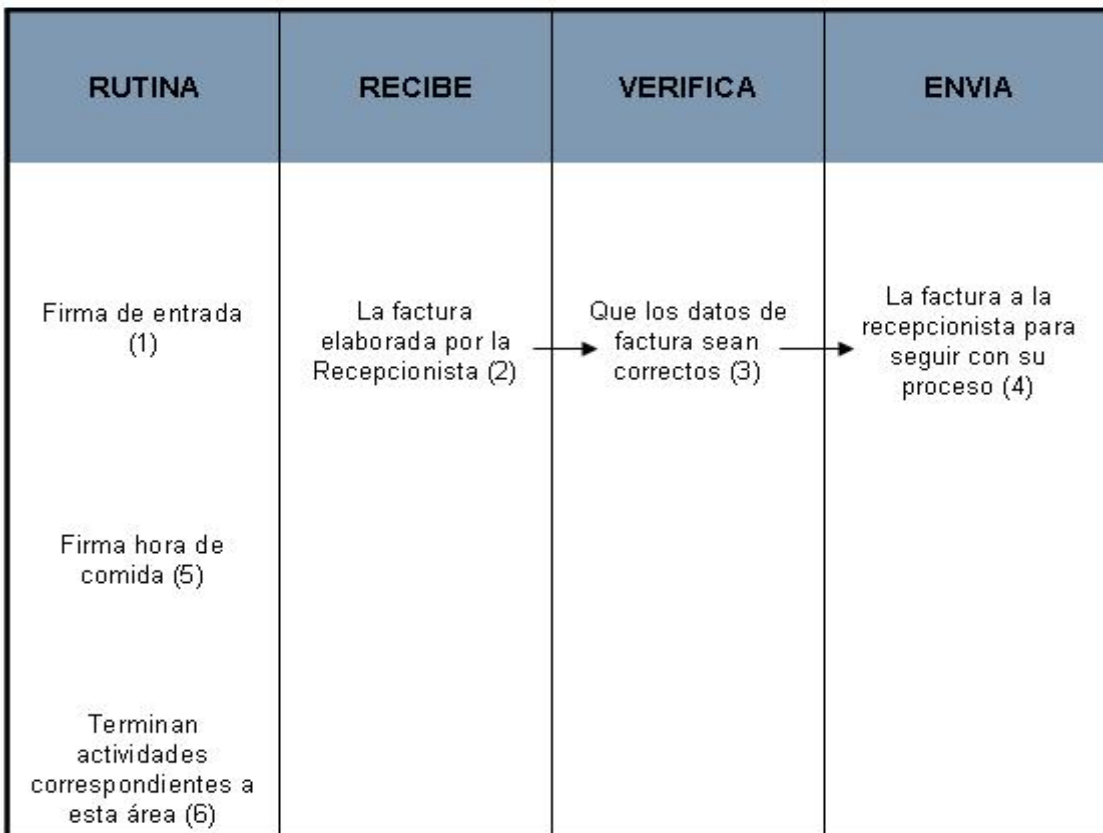 RUTINA
RECIBE
VERIFICA
ENVIA
Firma de entrada
(1)
La factura
elaborada por la
Recepcionista (2)
Que los datos de
factura sean
correctos (3)
La factura a la
recepcionista para
seguir con su
proceso (4)
Firma hora de
comida (5)
Terminan
actividades
correspondientes a
esta área (6)